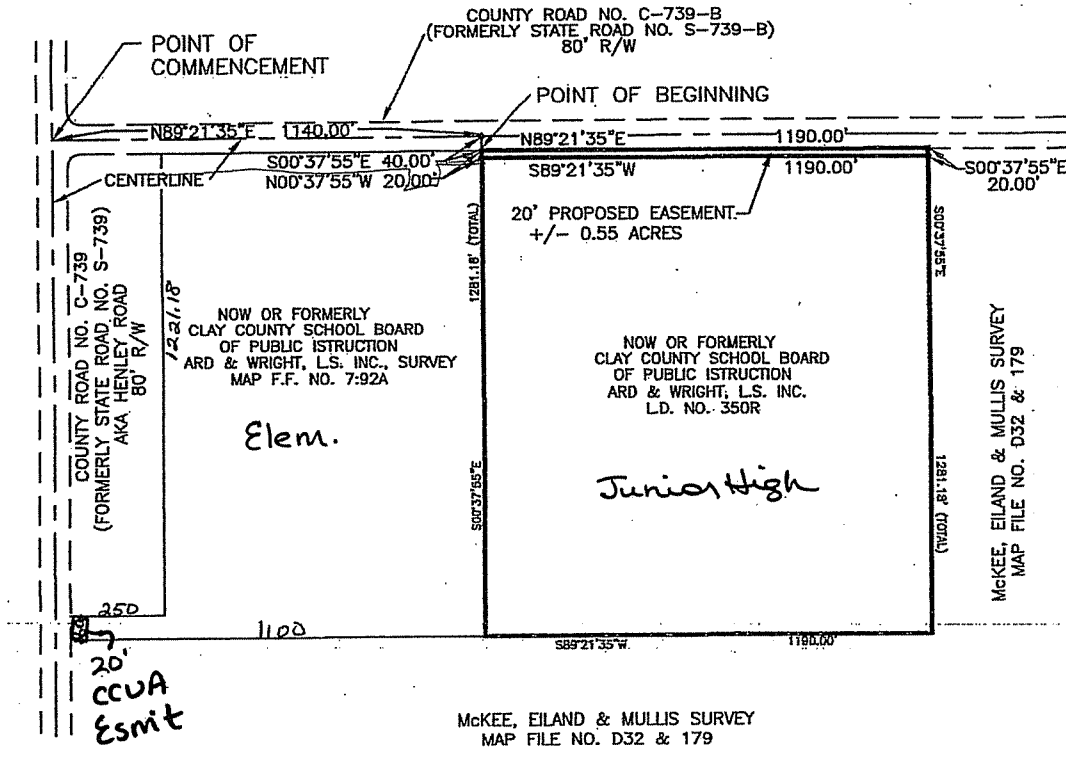 COUNTY ROAD NO. C-739-B
(FORMERLY STATE ROAD NO. S-739-B)
80' R/W
POINT OF
COMMENCEMENT
POINT OF BEGINNING
N89°21'35"E 1140.00'
N89°21'35"E 1190.00'
S00°37'55"E 40.00'
N00°37'55"W 20.00'
S89°21'35"W 1190.00'
S00°37'55"E
20.00'
CENTERLINE
20' PROPOSED EASEMENT
+/- 0.55 ACRES
COUNTY ROAD NO. C-739
(FORMERLY STATE ROAD NO. S-739)
AKA HENLEY ROAD
80' R/W
1221.18
1281.18' (TOTAL)
S00°37'55"E
NOW OR FORMERLY
CLAY COUNTY SCHOOL BOARD
OF PUBLIC ISTRUCTION
ARD & WRIGHT, L.S. INC., SURVEY
MAP F.F. NO. 7:92A
Elem.
NOW OR FORMERLY
CLAY COUNTY SCHOOL BOARD
OF PUBLIC ISTRUCTION
ARD & WRIGHT, L.S. INC.
L.D. NO. 350R
Junior High
S00°37'55"E
1281.18' (TOTAL)
McKEE, EILAND & MULLIS SURVEY
MAP FILE NO. D32 & 179
250
1100
S89°21'35"W 1190.00'
20'
CCUA
Esmit
McKEE, EILAND & MULLIS SURVEY
MAP FILE NO. D32 & 179